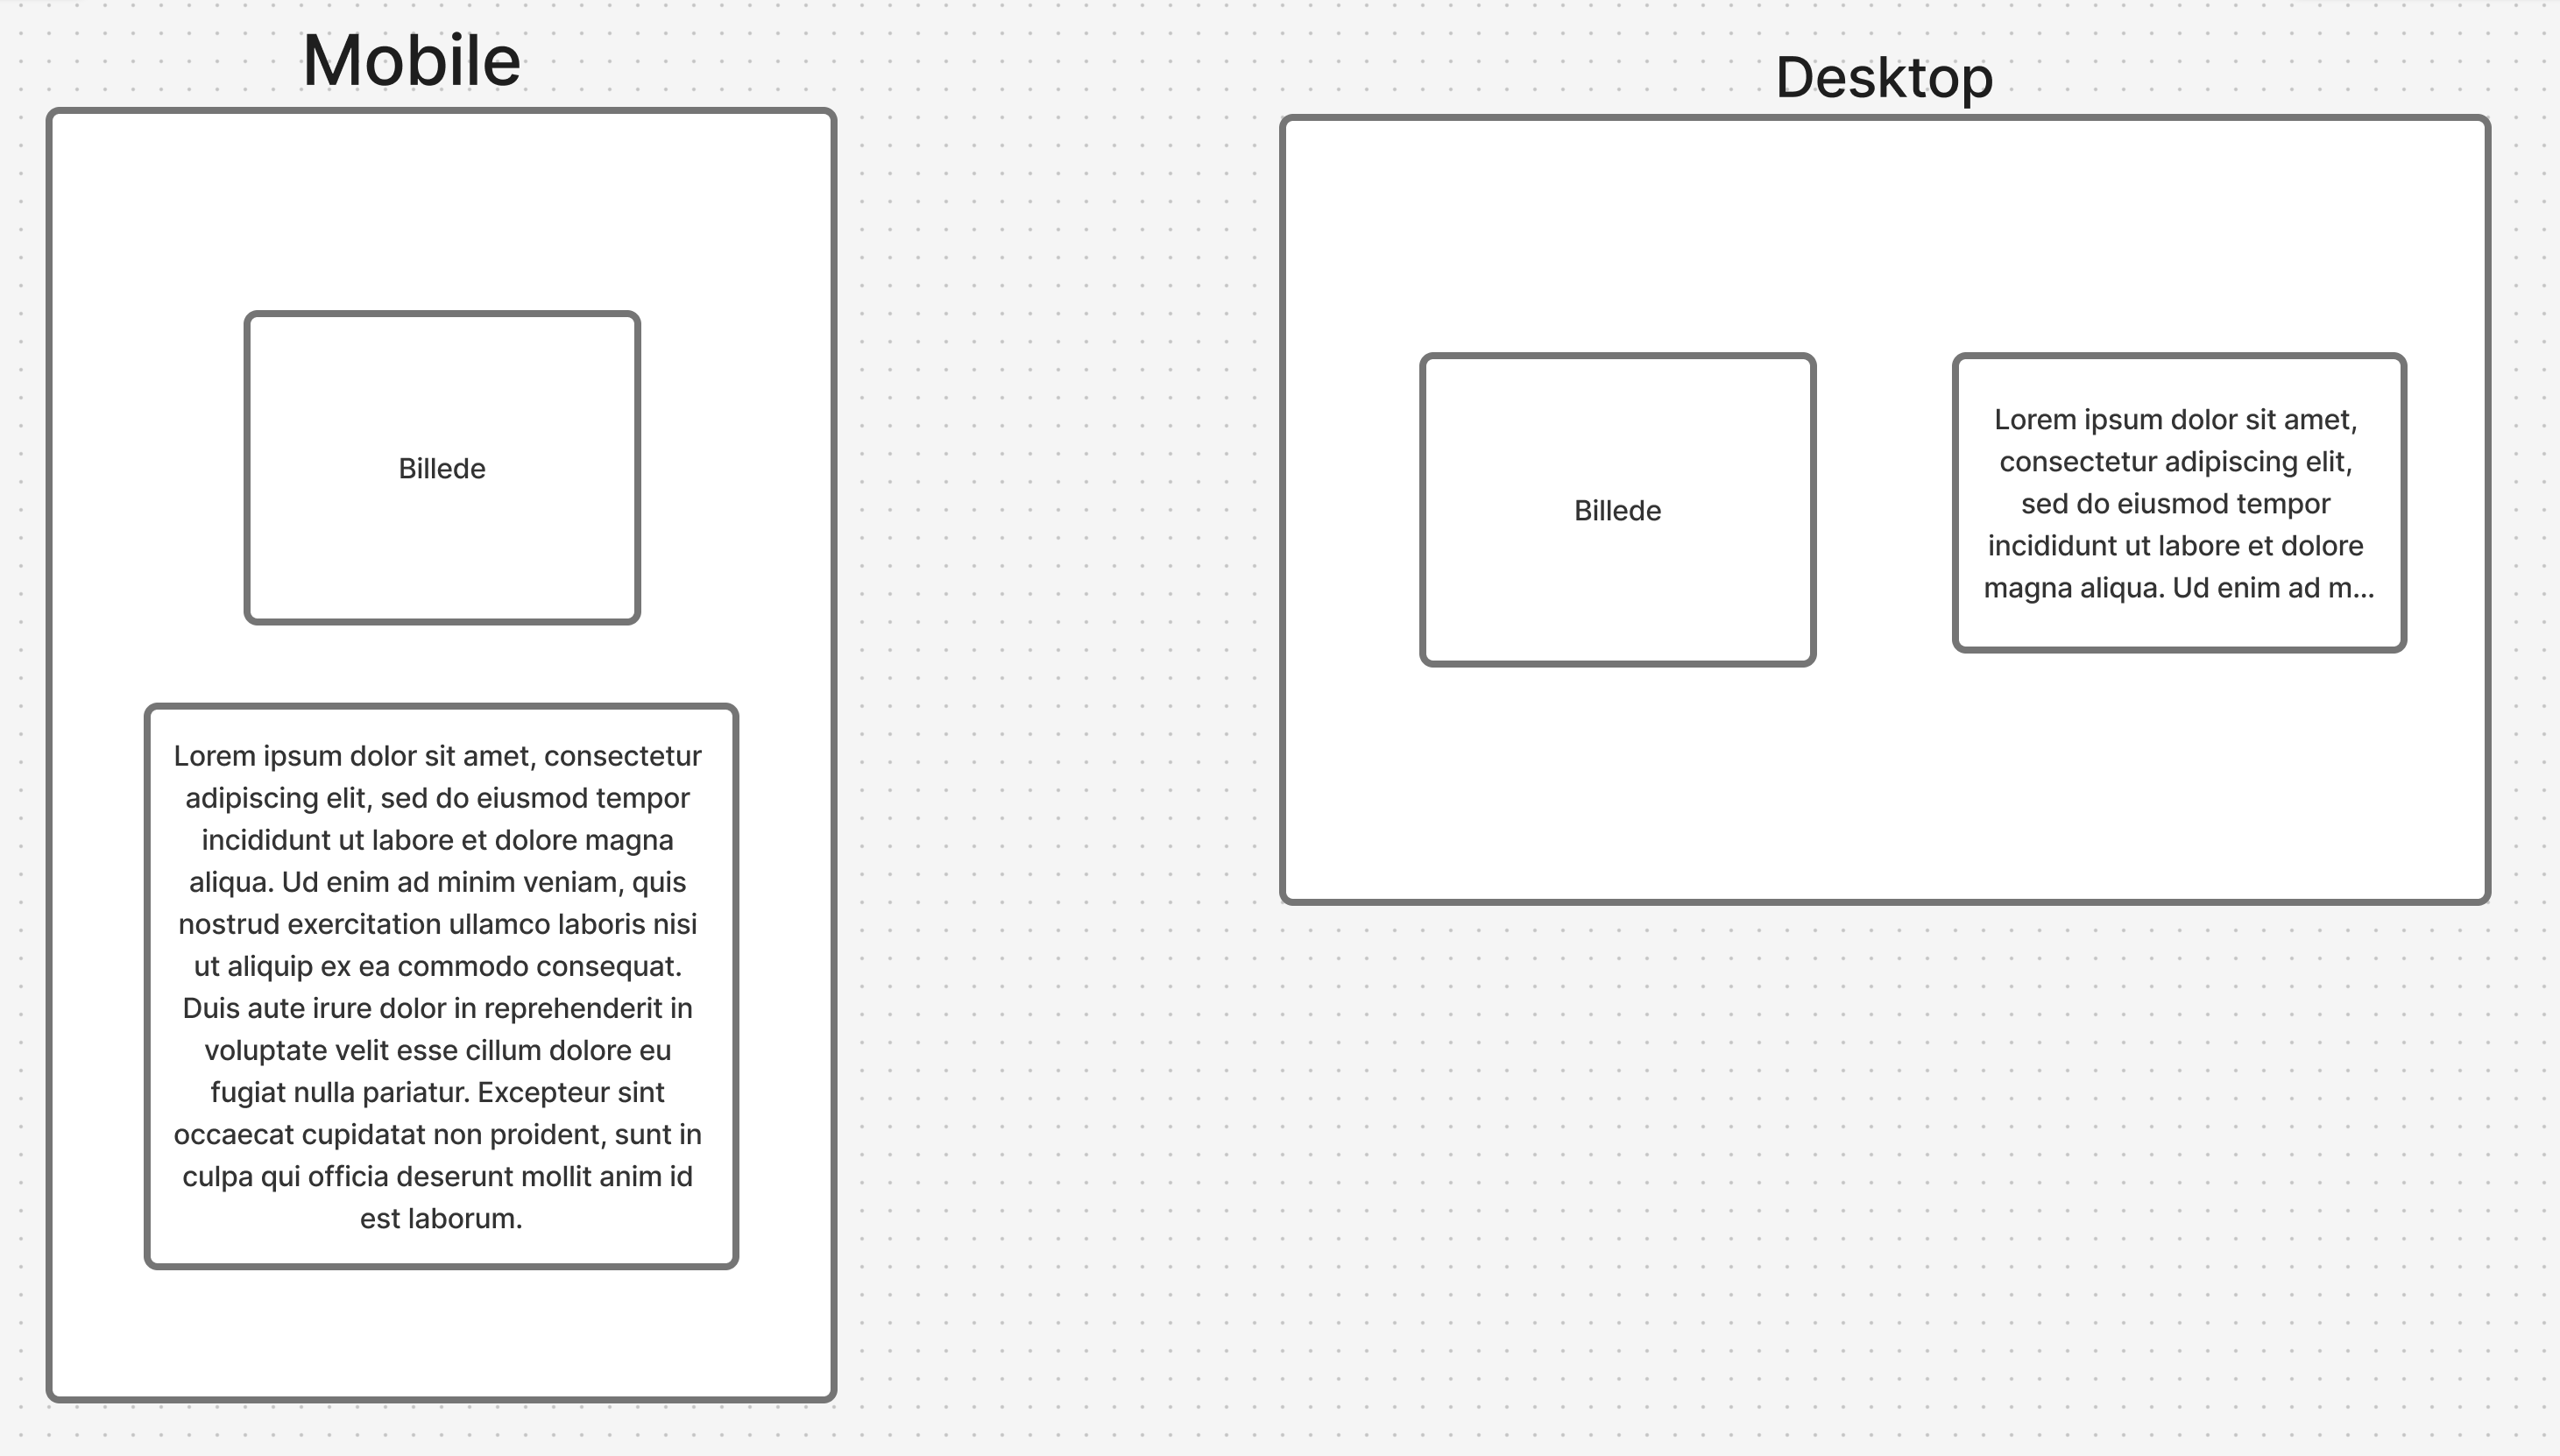 Mobile
Billede
Lorem ipsum dolor sit amet, consectetur
adipiscing elit, sed do eiusmod tempor
incididunt ut labore et dolore magna
aliqua. Ud enim ad minim veniam, quis
nostrud exercitation ullamco laboris nisi
ut aliquip ex ea commodo consequat.
Duis aute irure dolor in reprehenderit in
voluptate velit esse cillum dolore eu
fugiat nulla pariatur. Excepteur sint
occaecat cupidatat non proident, sunt in
culpa qui officia deserunt mollit anim id
est laborum.
Desktop
Billede
Lorem ipsum dolor sit amet,
consectetur adipiscing elit,
sed do eiusmod tempor
incididunt ut labore et dolore
magna aliqua. Ud enim ad m...